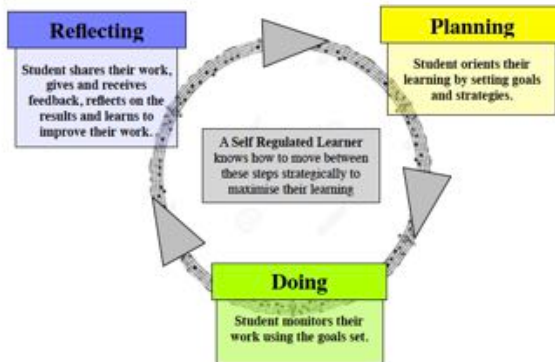 Reflecting
Student shares their work,
gives and receives
feedback, reflects on the
results and learns to
improve their work.
Planning
Student orients their
learning by setting goals
and strategies.
A Self Regulated Learner
knows how to move between
these steps strategically to
maximise their learning
Doing
Student monitors their
work using the goals set.